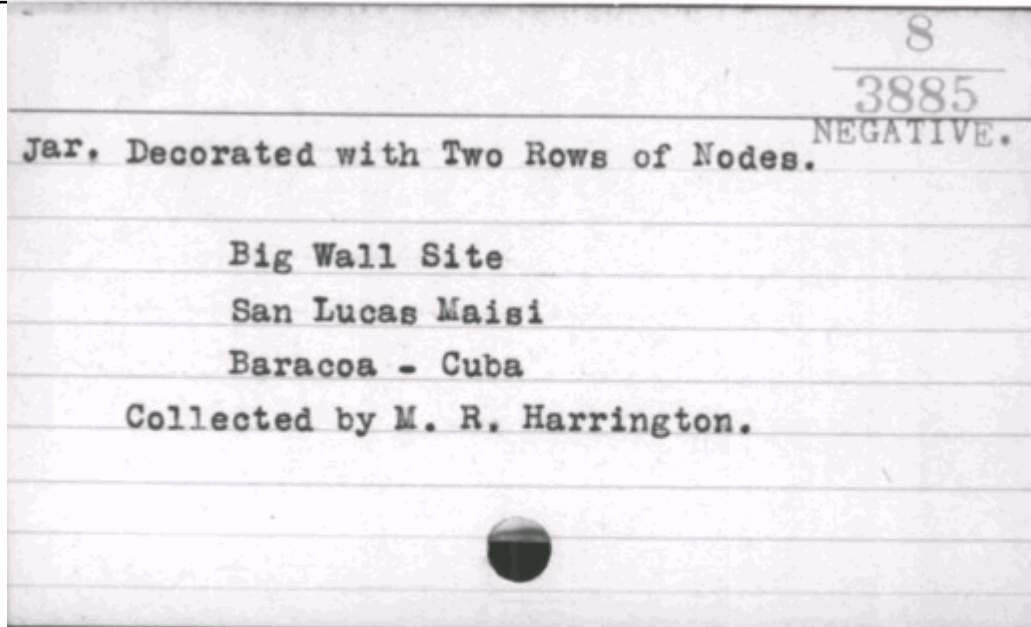 8
3885
NEGATIVE.
Jar. Decorated with Two Rows of Nodes.
Big Wall Site
San Lucas Maisi
Baracoa - Cuba
Collected by M. R. Harrington.